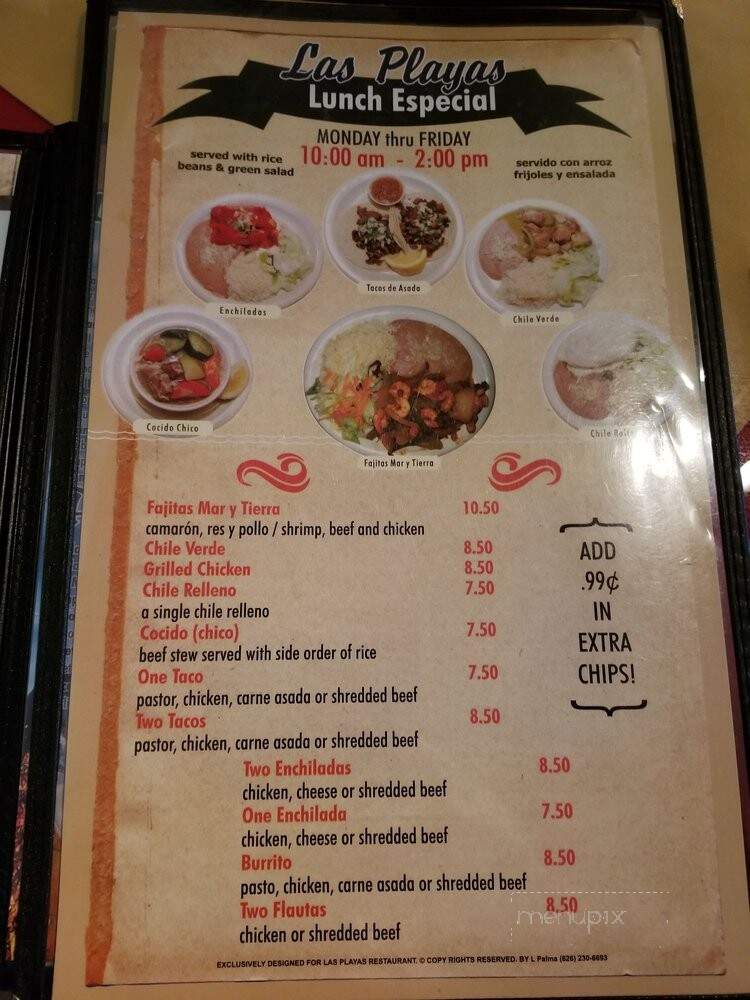 Las Playas
Lunch Especial
MONDAY thru FRIDAY
10:00 am - 2:00 pm
served with rice
beans & green salad
servido con arroz
frijoles y ensalada
Enchiladas
Tacos de Asada
Chile Verde
Cocido Chico
Fajitas Mar y Tierra
Chile
Fajitas Mar y Tierra 10.50
camarón, res y pollo / shrimp, beef and chicken
Chile Verde 8.50
Grilled Chicken 8.50
Chile Relleno 7.50
a single chile relleno
Cocido (chico) 7.50
beef stew served with side order of rice
One Taco 7.50
pastor, chicken, carne asada or shredded beef
Two Tacos 8.50
pastor, chicken, carne asada or shredded beef
ADD
.99¢
IN
EXTRA
CHIPS!
Two Enchiladas 8.50
chicken, cheese or shredded beef
One Enchilada 7.50
chicken, cheese or shredded beef
Burrito 8.50
pasto, chicken, carne asada or shredded beef
Two Flautas 8.50
chicken or shredded beef
menupix
EXCLUSIVELY DESIGNED FOR LAS PLAYAS RESTAURANT. © COPY RIGHTS RESERVED. BY L Palma (626) 230-6693